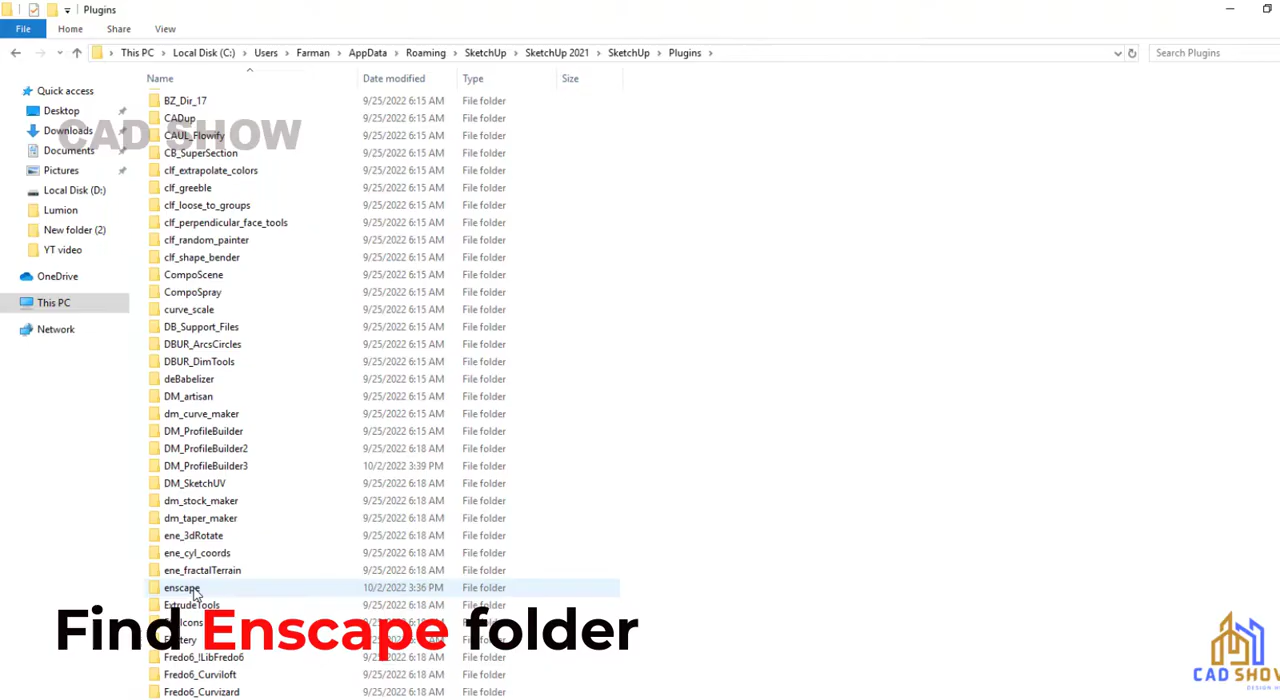 Plugins
File Home Share View
This PC Local Disk (C:) Users Farman AppData Roaming SketchUp SketchUp 2021 SketchUp Plugins Search Plugins
Name Date modified Type Size
Quick access
Desktop
Downloads
Documents
Pictures
Local Disk (D:)
Lumion
New folder (2)
YT video
OneDrive
This PC
Network
BZ_Dir_17 9/25/2022 6:15 AM File folder
CADup 9/25/2022 6:15 AM File folder
CAUL_Flowify 9/25/2022 6:15 AM File folder
CB_SuperSection 9/25/2022 6:15 AM File folder
clf_extrapolate_colors 9/25/2022 6:15 AM File folder
clf_greeble 9/25/2022 6:15 AM File folder
clf_loose_to_groups 9/25/2022 6:15 AM File folder
clf_perpendicular_face_tools 9/25/2022 6:15 AM File folder
clf_random_painter 9/25/2022 6:15 AM File folder
clf_shape_bender 9/25/2022 6:15 AM File folder
CompoScene 9/25/2022 6:15 AM File folder
CompoSpray 9/25/2022 6:15 AM File folder
curve_scale 9/25/2022 6:15 AM File folder
DB_Support_Files 9/25/2022 6:15 AM File folder
DBUR_ArcsCircles 9/25/2022 6:15 AM File folder
DBUR_DimTools 9/25/2022 6:15 AM File folder
deBabelizer 9/25/2022 6:15 AM File folder
DM_artisan 9/25/2022 6:15 AM File folder
dm_curve_maker 9/25/2022 6:15 AM File folder
DM_ProfileBuilder 9/25/2022 6:15 AM File folder
DM_ProfileBuilder2 9/25/2022 6:18 AM File folder
DM_ProfileBuilder3 10/2/2022 3:39 PM File folder
DM_SketchUV 9/25/2022 6:18 AM File folder
dm_stock_maker 9/25/2022 6:18 AM File folder
dm_taper_maker 9/25/2022 6:18 AM File folder
ene_3dRotate 9/25/2022 6:18 AM File folder
ene_cyl_coords 9/25/2022 6:18 AM File folder
ene_fractalTerrain 9/25/2022 6:18 AM File folder
enscape 10/2/2022 3:36 PM File folder
ExtrudeTools 9/25/2022 6:18 AM File folder
6:18 AM File folder
6:18 AM File folder
Fredo6_!LibFredo6 9/25/2022 6:18 AM File folder
Fredo6_Curviloft 9/25/2022 6:18 AM File folder
Fredo6_Curvizard 9/25/2022 6:18 AM File folder
CAD SHOW
Find Enscape folder
CAD SHOW